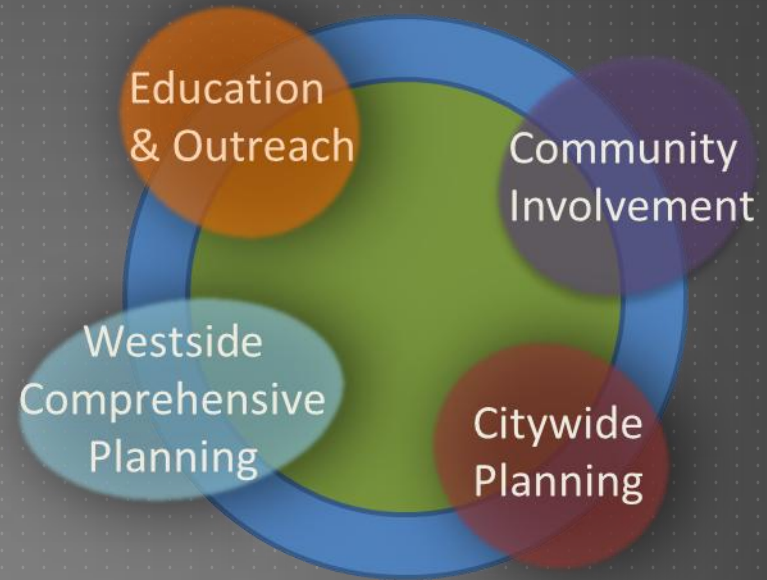 Education
& Outreach
Community
Involvement
Westside
Comprehensive
Planning
Citywide
Planning